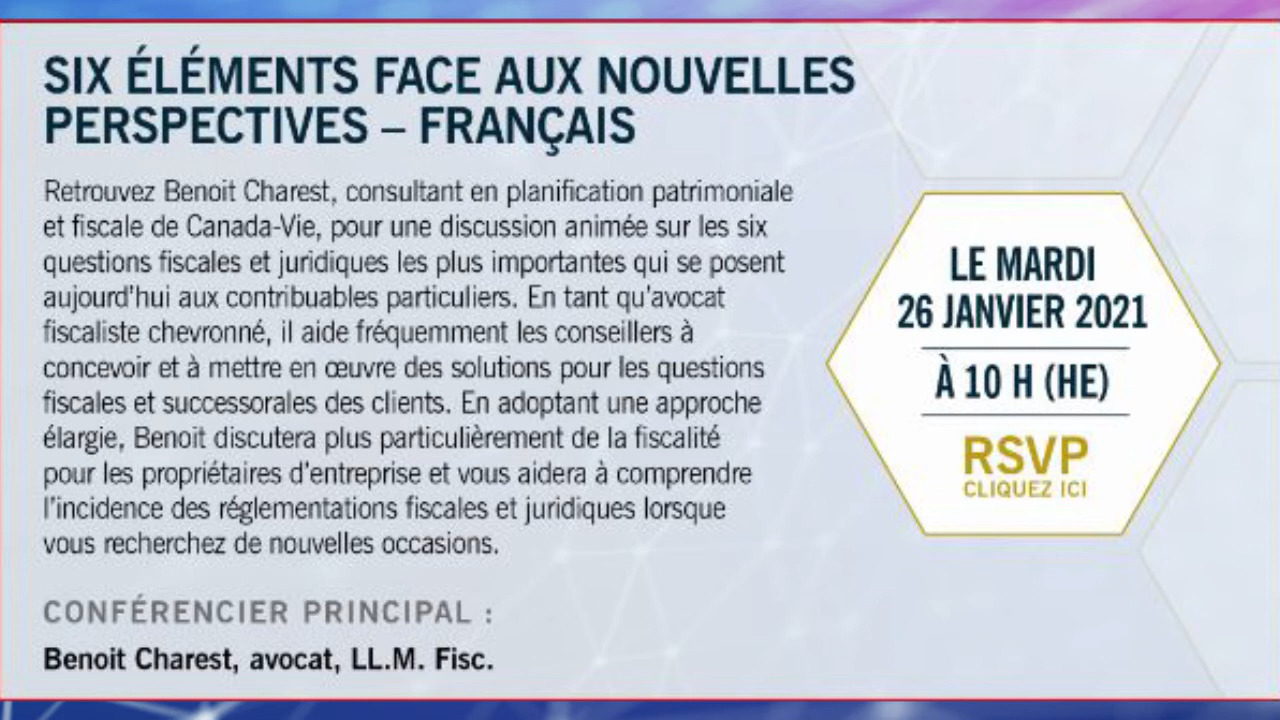 SIX ÉLÉMENTS FACE AUX NOUVELLES
PERSPECTIVES – FRANÇAIS
Retrouvez Benoit Charest, consultant en planification patrimoniale
et fiscale de Canada-Vie, pour une discussion animée sur les six
questions fiscales et juridiques les plus importantes qui se posent
aujourd'hui aux contribuables particuliers. En tant qu'avocat
fiscaliste chevronné, il aide fréquemment les conseillers à
concevoir et à mettre en œuvre des solutions pour les questions
fiscales et successorales des clients. En adoptant une approche
élargie, Benoit discutera plus particulièrement de la fiscalité
pour les propriétaires d'entreprise et vous aidera à comprendre
l'incidence des réglementations fiscales et juridiques lorsque
vous recherchez de nouvelles occasions.
CONFÉRENCIER PRINCIPAL :
Benoit Charest, avocat, LL.M. Fisc.
LE MARDI
26 JANVIER 2021
À 10 H (HE)
RSVP
CLIQUEZ ICI